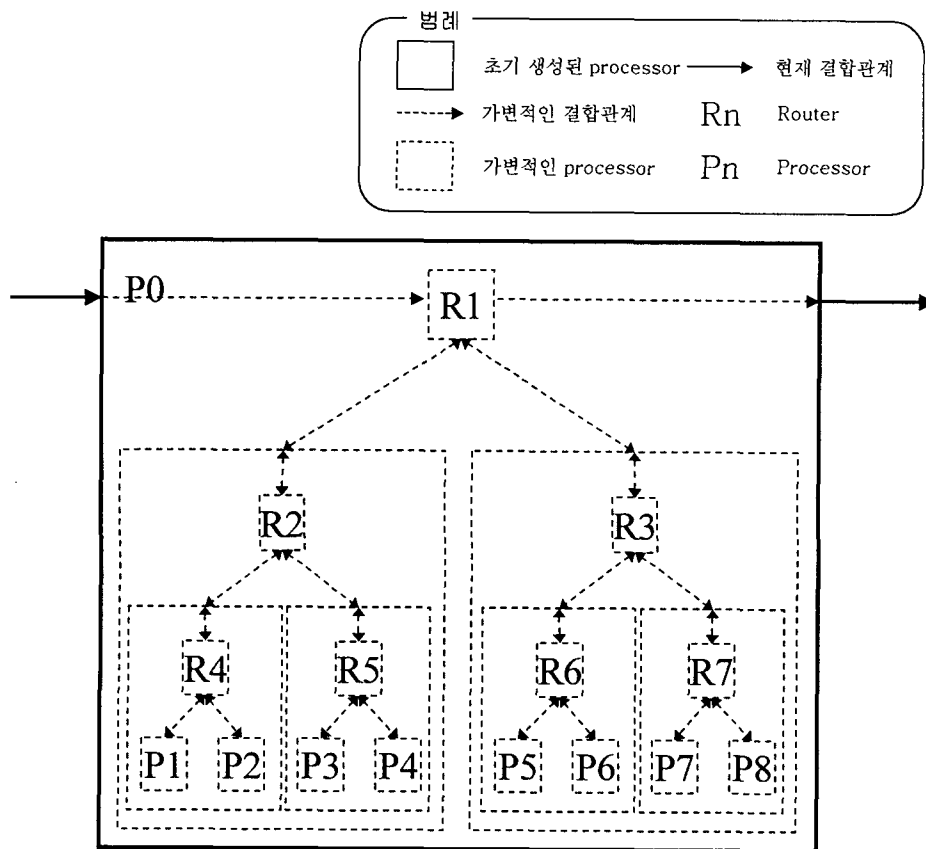 범례
초기 생성된 processor 현재 결합관계
가변적인 결합관계 Rn Router
가변적인 processor Pn Processor
P0
R1
R2 R3
R4 R5 R6 R7
P1 P2 P3 P4 P5 P6 P7 P8